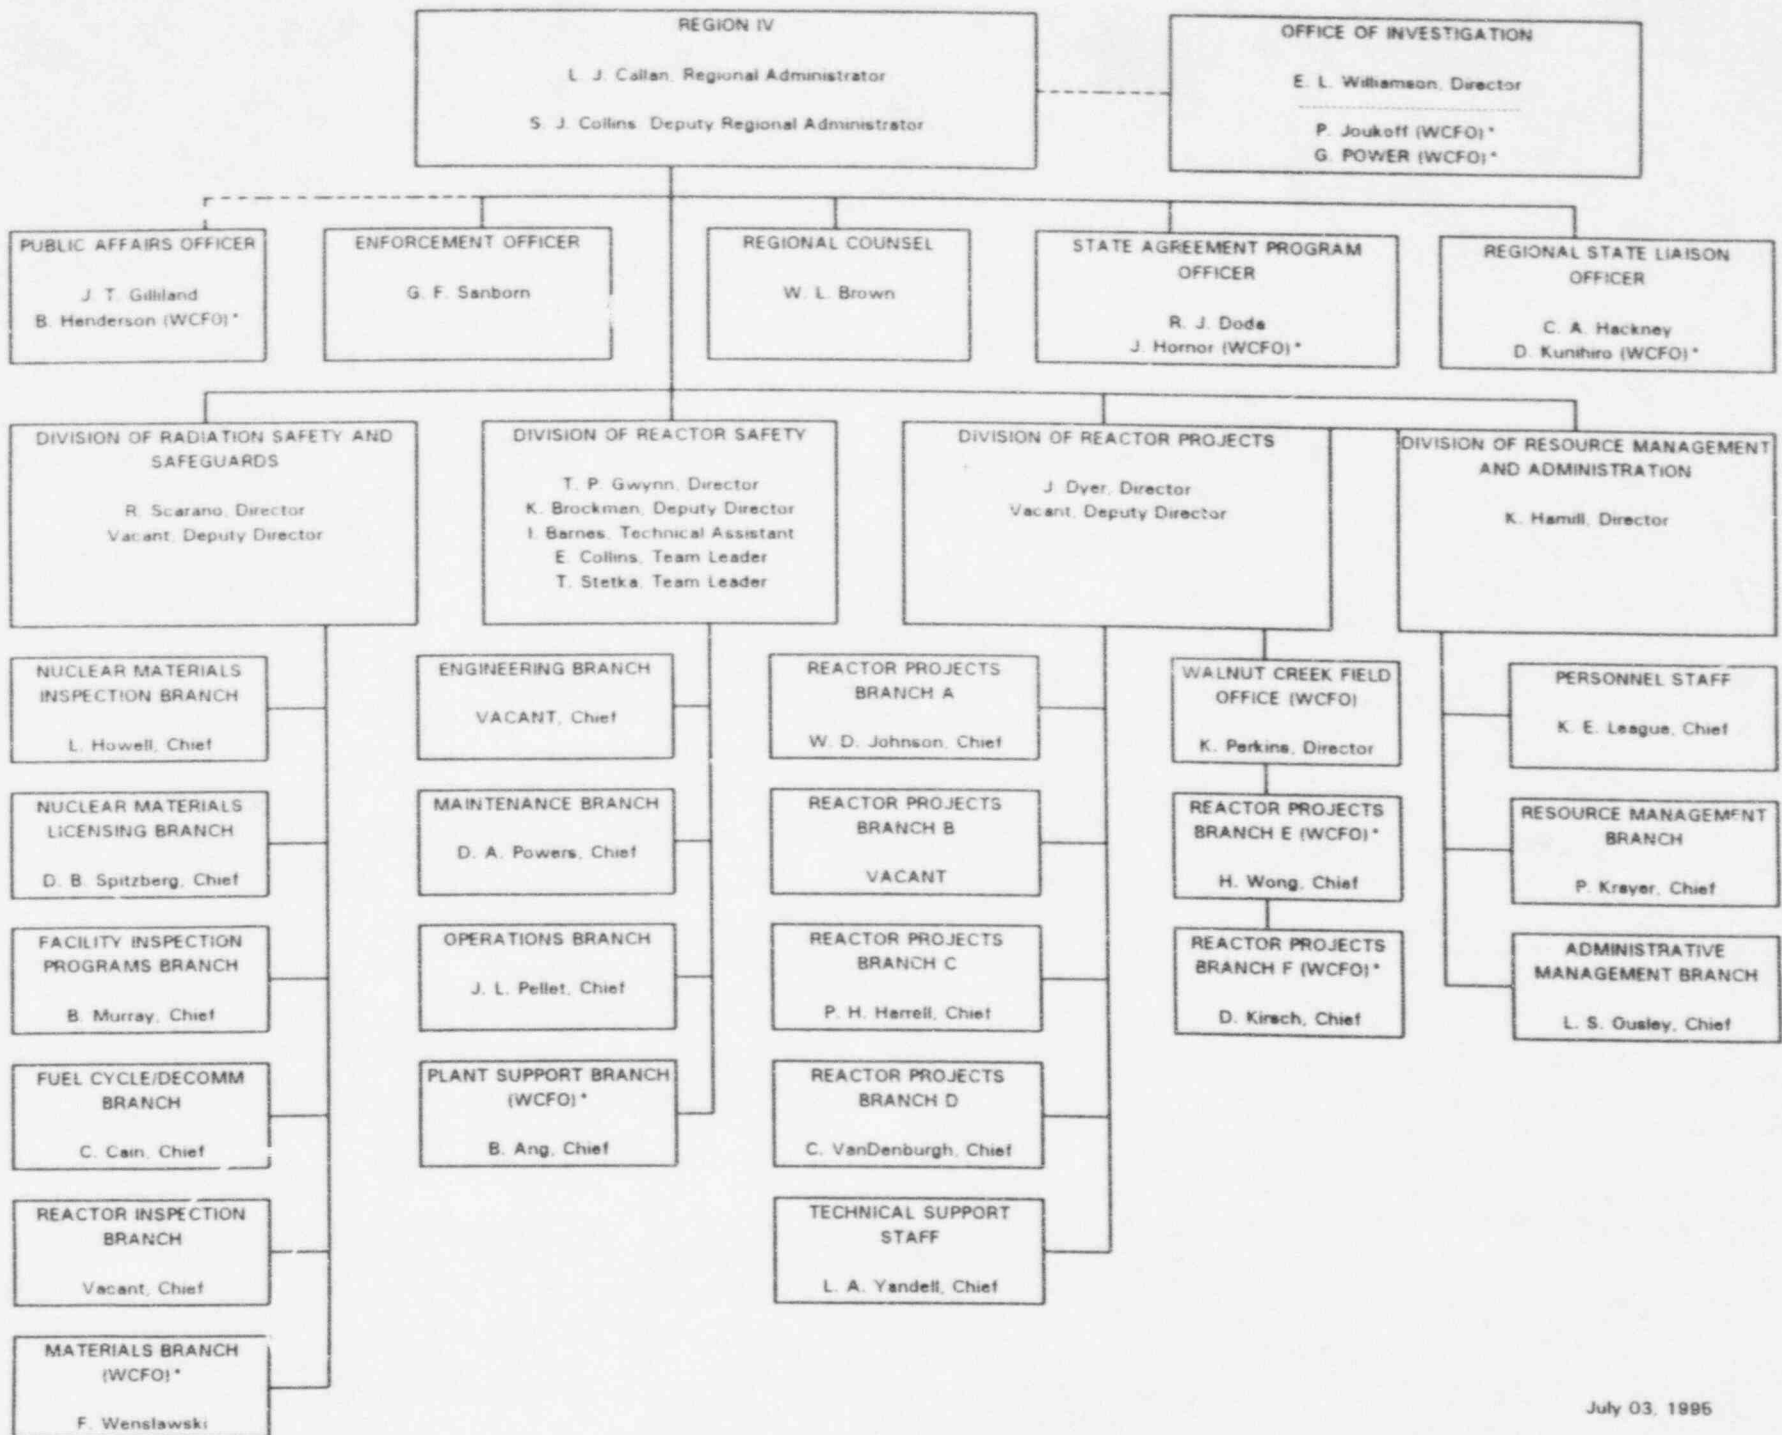 REGION IV
L. J. Callan, Regional Administrator
S. J. Collins, Deputy Regional Administrator
OFFICE OF INVESTIGATION
E. L. Williamson, Director
P. Joukoff (WCFO)*
G. POWER (WCFO)*
PUBLIC AFFAIRS OFFICER
J. T. Gilliland
B. Henderson (WCFO)*
ENFORCEMENT OFFICER
G. F. Sanborn
REGIONAL COUNSEL
W. L. Brown
STATE AGREEMENT PROGRAM
OFFICER
R. J. Doda
J. Hornor (WCFO)*
REGIONAL STATE LIAISON
OFFICER
C. A. Hackney
D. Kunihiro (WCFO)*
DIVISION OF RADIATION SAFETY AND
SAFEGUARDS
R. Scarano, Director
Vacant, Deputy Director
DIVISION OF REACTOR SAFETY
T. P. Gwynn, Director
K. Brockman, Deputy Director
I. Barnes, Technical Assistant
E. Collins, Team Leader
T. Stetka, Team Leader
DIVISION OF REACTOR PROJECTS
J. Dyer, Director
Vacant, Deputy Director
DIVISION OF RESOURCE MANAGEMENT
AND ADMINISTRATION
K. Hamill, Director
NUCLEAR MATERIALS
INSPECTION BRANCH
L. Howell, Chief
NUCLEAR MATERIALS
LICENSING BRANCH
D. B. Spitzberg, Chief
FACILITY INSPECTION
PROGRAMS BRANCH
B. Murray, Chief
FUEL CYCLE/DECOMM
BRANCH
C. Cain, Chief
REACTOR INSPECTION
BRANCH
Vacant, Chief
MATERIALS BRANCH
(WCFO)*
F. Wenslawski
ENGINEERING BRANCH
VACANT, Chief
MAINTENANCE BRANCH
D. A. Powers, Chief
OPERATIONS BRANCH
J. L. Pellet, Chief
PLANT SUPPORT BRANCH
(WCFO)*
B. Ang, Chief
REACTOR PROJECTS
BRANCH A
W. D. Johnson, Chief
REACTOR PROJECTS
BRANCH B
VACANT
REACTOR PROJECTS
BRANCH C
P. H. Harrell, Chief
REACTOR PROJECTS
BRANCH D
C. VanDenburgh, Chief
TECHNICAL SUPPORT
STAFF
L. A. Yandell, Chief
WALNUT CREEK FIELD
OFFICE (WCFO)
K. Perkins, Director
REACTOR PROJECTS
BRANCH E (WCFO)*
H. Wong, Chief
REACTOR PROJECTS
BRANCH F (WCFO)*
D. Kirsch, Chief
PERSONNEL STAFF
K. E. League, Chief
RESOURCE MANAGEMENT
BRANCH
P. Krayer, Chief
ADMINISTRATIVE
MANAGEMENT BRANCH
L. S. Ousley, Chief
July 03, 1995